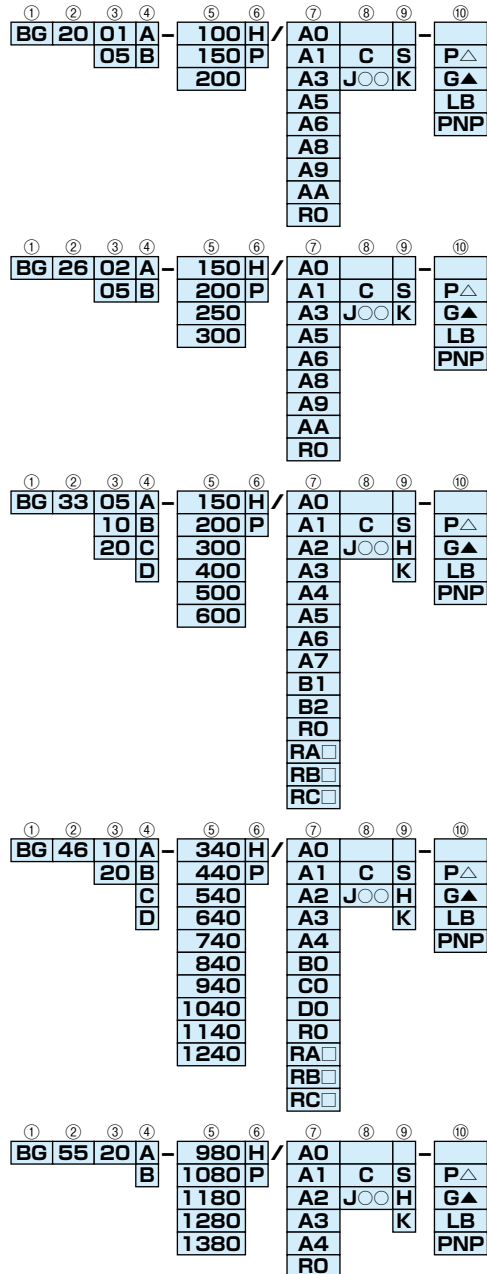 ① ② ③ ④ ⑤ ⑥ ⑦ ⑧ ⑨ ⑩
BG 20 01 A - 100 H / A0 -
05 B 150 P A1 C S P△
200 A3 J○○ K G▲
A5 LB
A6 PNP
A8
A9
AA
R0
① ② ③ ④ ⑤ ⑥ ⑦ ⑧ ⑨ ⑩
BG 26 02 A - 150 H / A0 -
05 B 200 P A1 C S P△
250 A3 J○○ K G▲
300 A5 LB
A6 PNP
A8
A9
AA
R0
① ② ③ ④ ⑤ ⑥ ⑦ ⑧ ⑨ ⑩
BG 33 05 A - 150 H / A0 -
10 B 200 P A1 C S P△
20 C 300 A2 J○○ H G▲
D 400 A3 K LB
500 A4 PNP
600 A5
A6
A7
B1
B2
R0
RA□
RB□
RC□
① ② ③ ④ ⑤ ⑥ ⑦ ⑧ ⑨ ⑩
BG 46 10 A - 340 H / A0 -
20 B 440 P A1 C S P△
C 540 A2 J○○ H G▲
D 640 A3 K LB
740 A4 PNP
840 B0
940 C0
1040 D0
1140 R0
1240 RA□
RB□
RC□
① ② ③ ④ ⑤ ⑥ ⑦ ⑧ ⑨ ⑩
BG 55 20 A - 980 H / A0 -
B 1080 P A1 C S P△
1180 A2 J○○ H G▲
1280 A3 K LB
1380 A4 PNP
R0